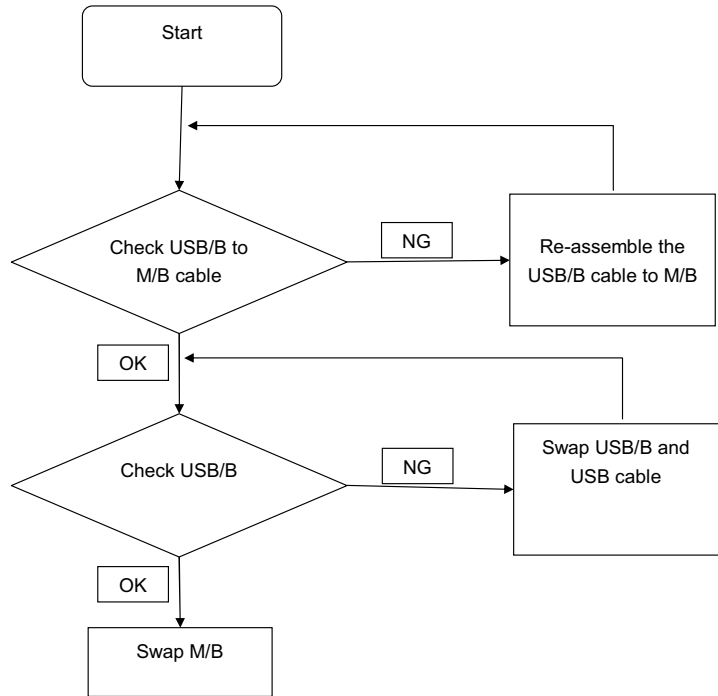 Start
Check USB/B to
M/B cable
NG
Re-assemble the
USB/B cable to M/B
OK
Check USB/B
NG
Swap USB/B and
USB cable
OK
Swap M/B